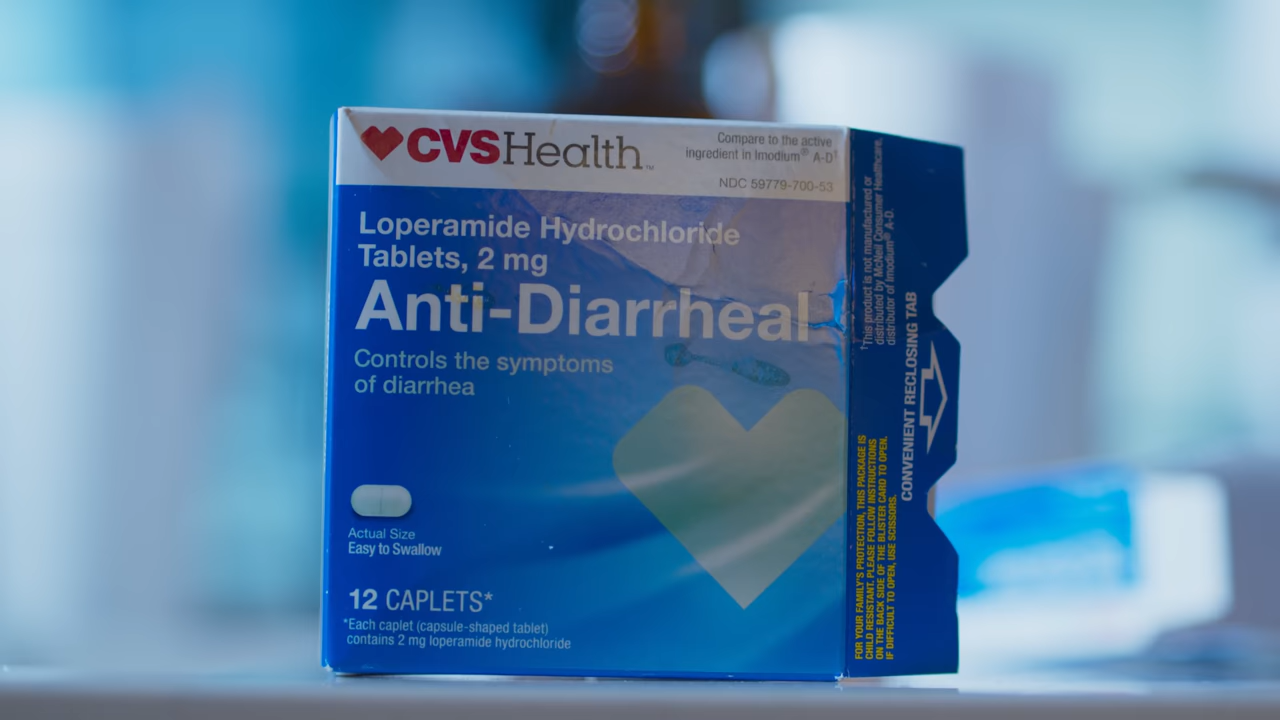 CVSHealth™
Compare to the active
ingredient in Imodium® A-D†
NDC 59779-700-53
Loperamide Hydrochloride
Tablets, 2 mg
Anti-Diarrheal
Controls the symptoms
of diarrhea
Actual Size
Easy to Swallow
12 CAPLETS*
*Each caplet (capsule-shaped tablet)
contains 2 mg loperamide hydrochloride
†This product is not manufactured or
distributed by McNeil Consumer Healthcare,
distributor of Imodium® A-D.
CONVENIENT RECLOSING TAB
FOR YOUR FAMILY'S PROTECTION, THIS PACKAGE IS
CHILD RESISTANT. PLEASE FOLLOW INSTRUCTIONS
ON THE BACK SIDE OF THE BLISTER CARD TO OPEN.
IF DIFFICULT TO OPEN, USE SCISSORS.